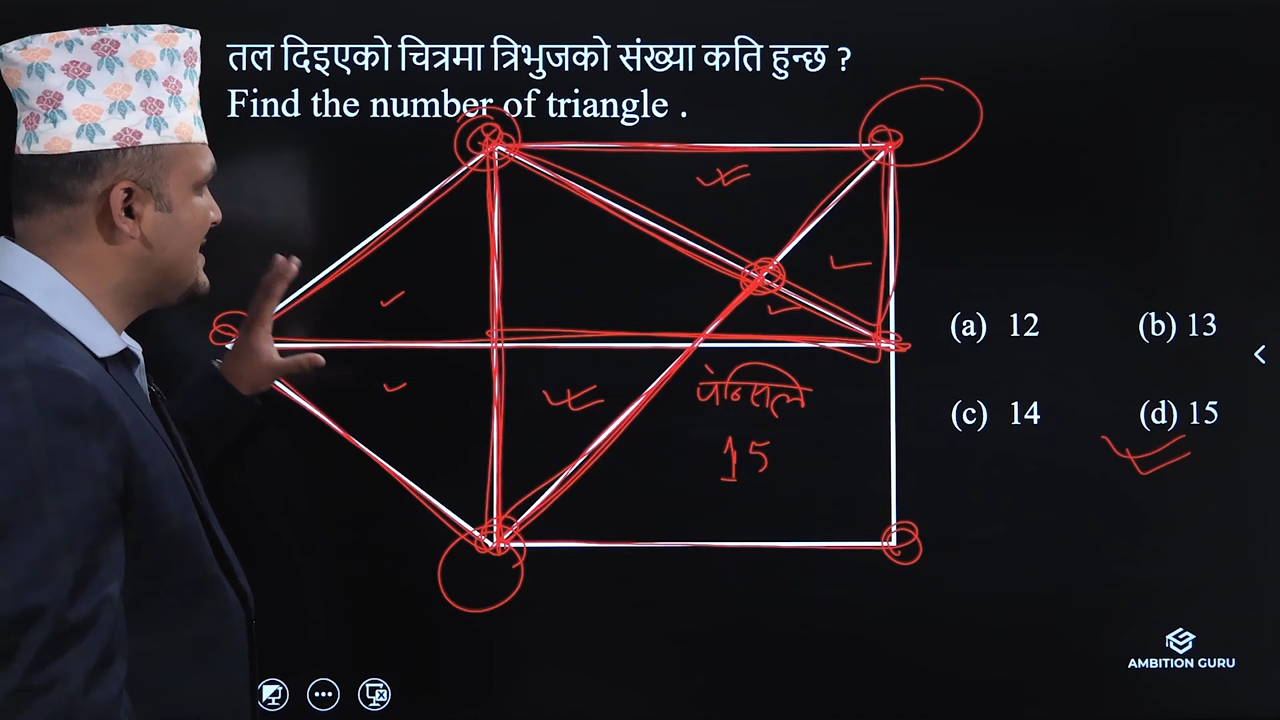 तल दिइएको चित्रमा त्रिभुजको संख्या कति हुन्छ ?
Find the number of triangle .
(a) 12
(b) 13
(c) 14
(d) 15
पेन्सिल
15
AMBITION GURU